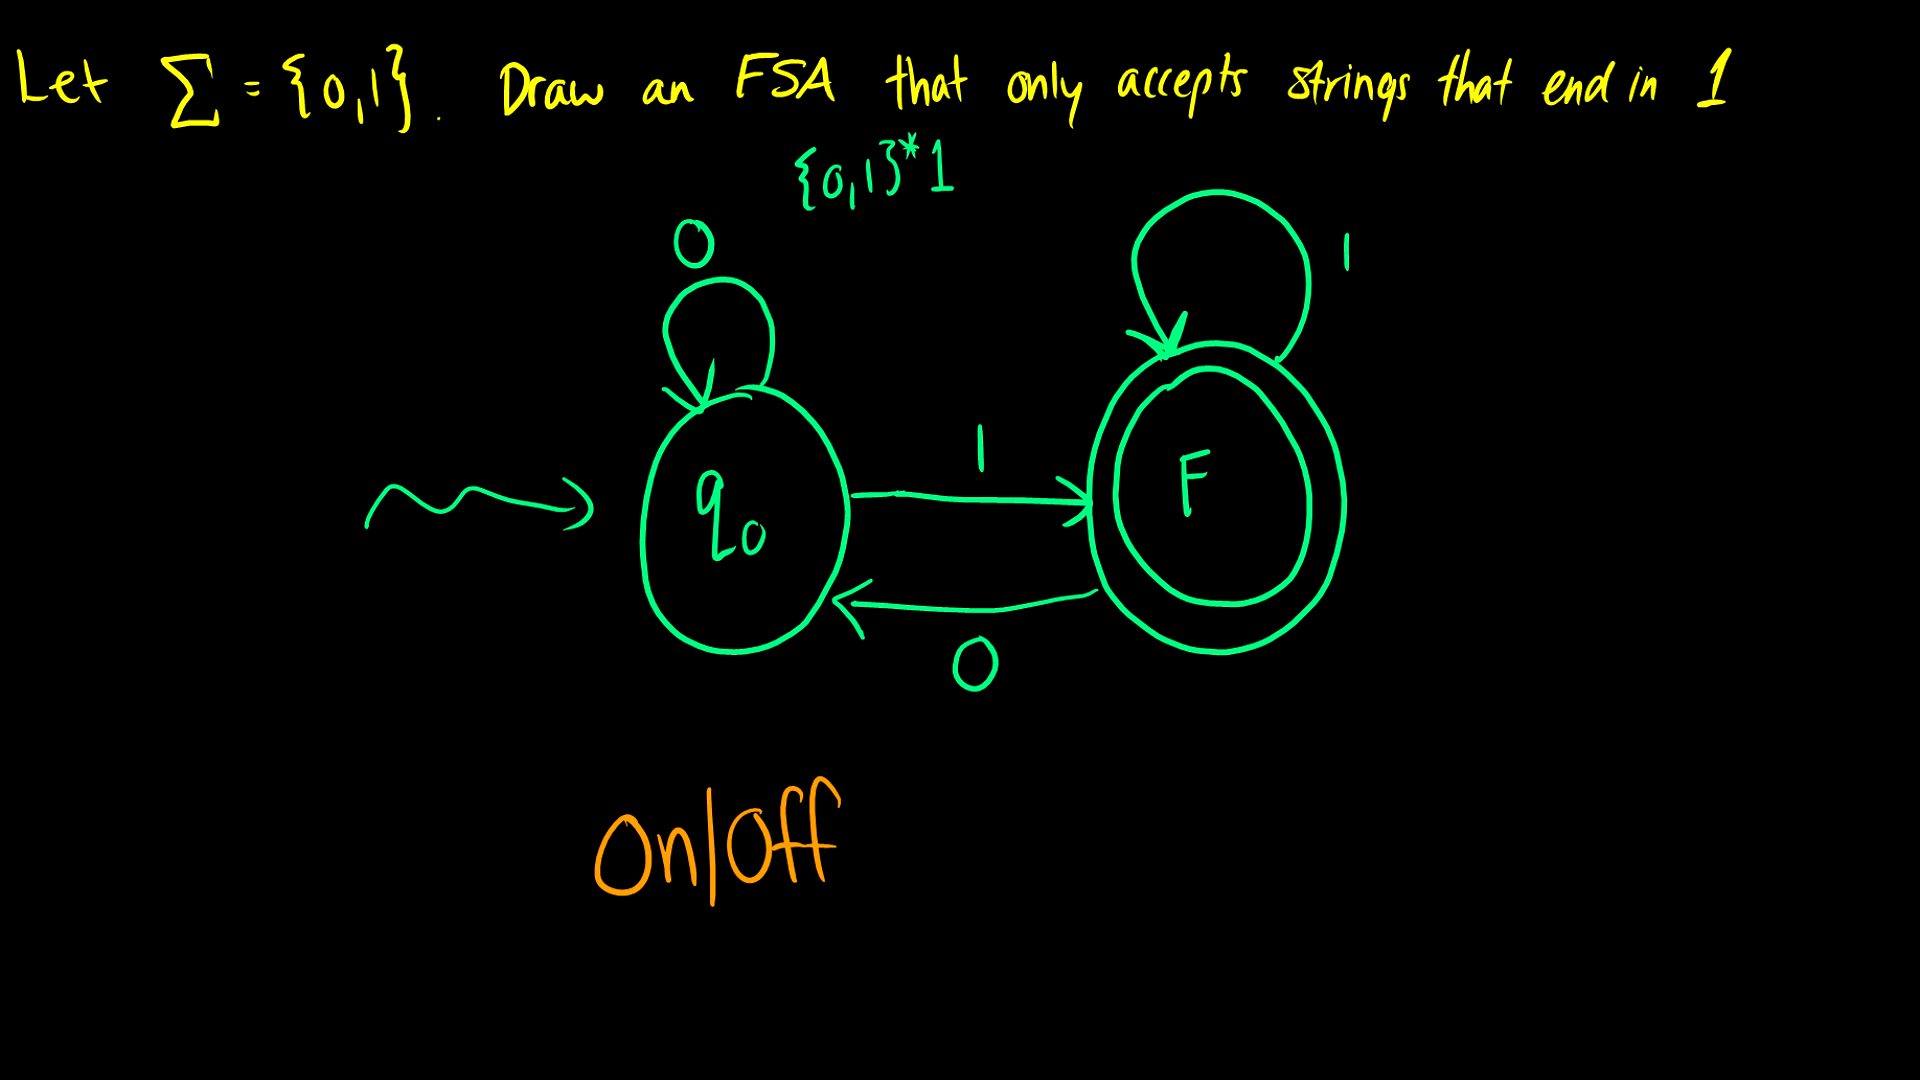 Let Σ = {0,1}. Draw an FSA that only accepts strings that end in 1
{0,1}*1
0
1
1
q₀
F
0
On/Off